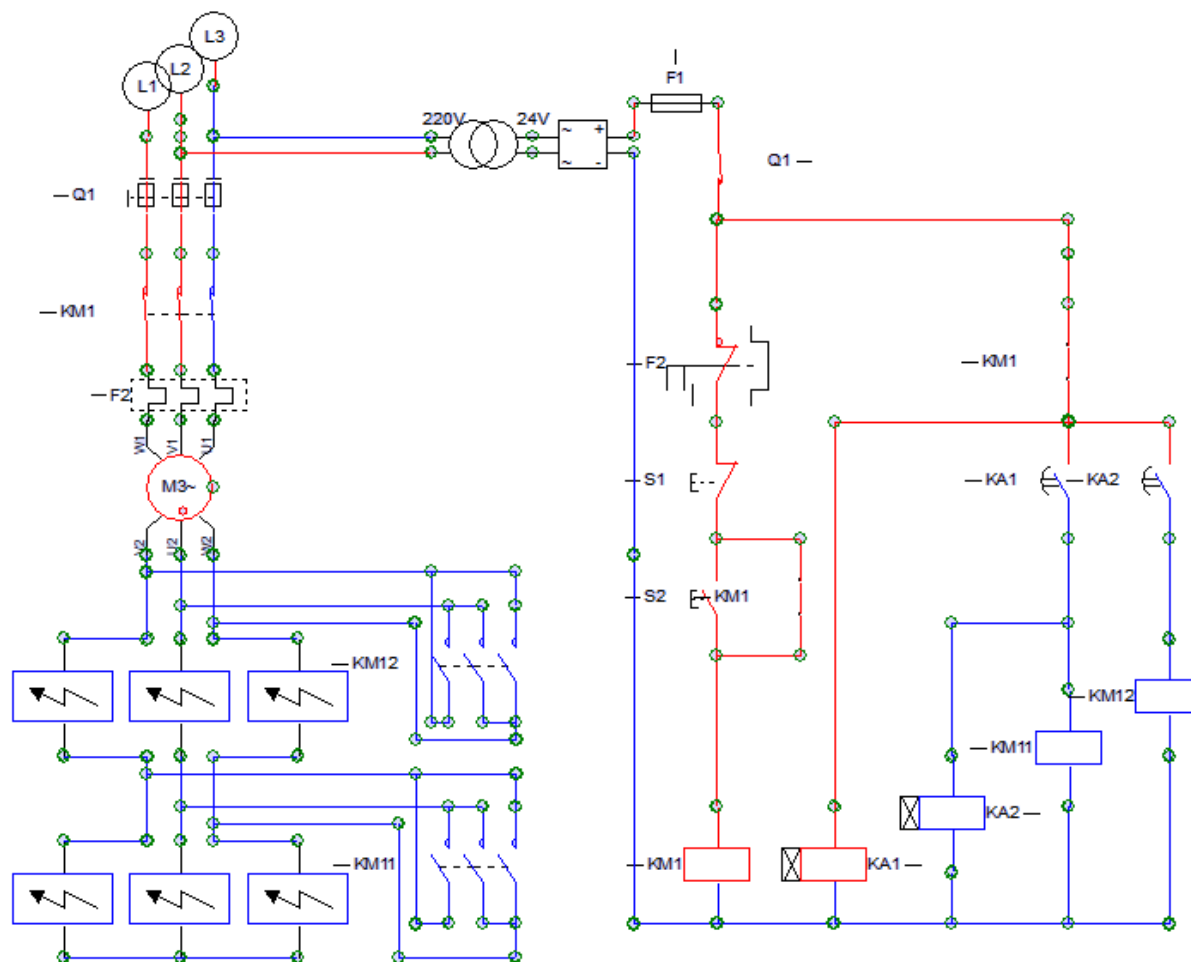 L3
L2
L1
F1
220V
24V
~ +
~ -
Q1
Q1
KM1
F2
KM1
F2
W1
V1
U1
M3~
S1
KA1
KA2
V2
U2
W2
S2
KM1
KM12
KM12
KM11
KA2
KM11
KM1
KA1